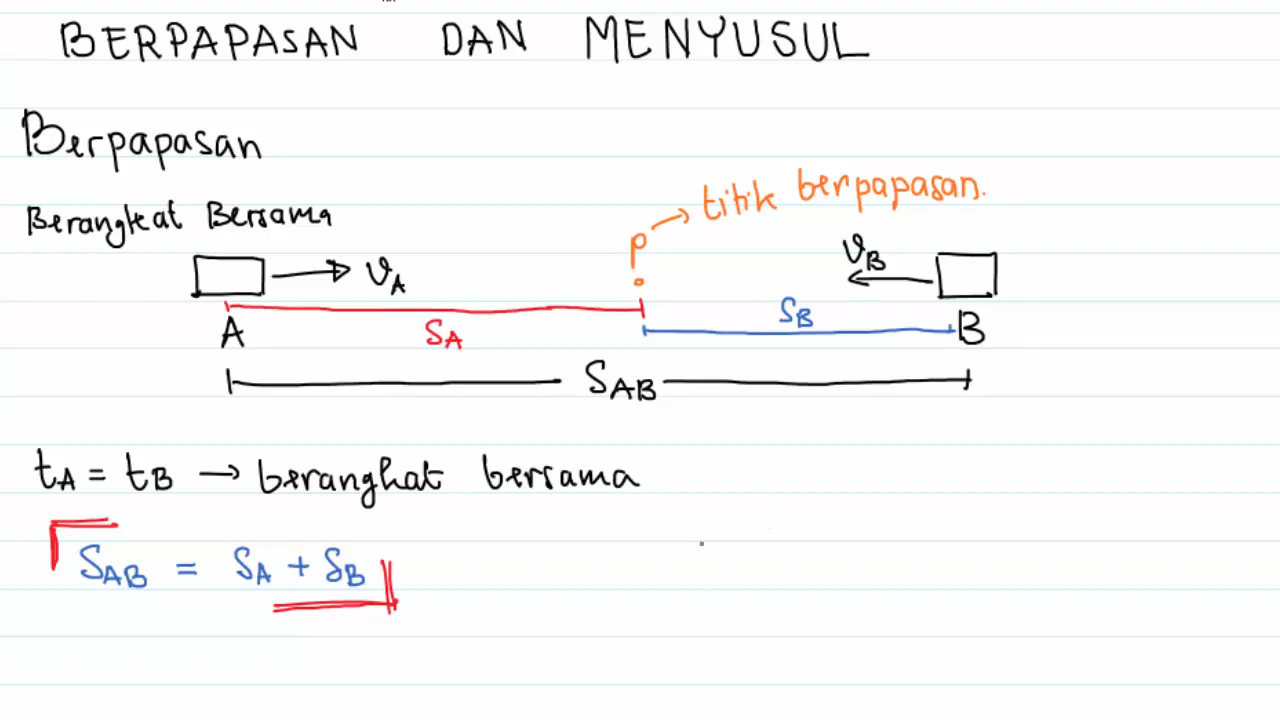 BERPAPASAN DAN MENYUSUL
Berpapasan
Berangkat Bersama
P → titik berpapasan.
v_A
v_B
S_A
S_B
A
B
S_AB
t_A = t_B → berangkat bersama
S_AB = S_A + S_B